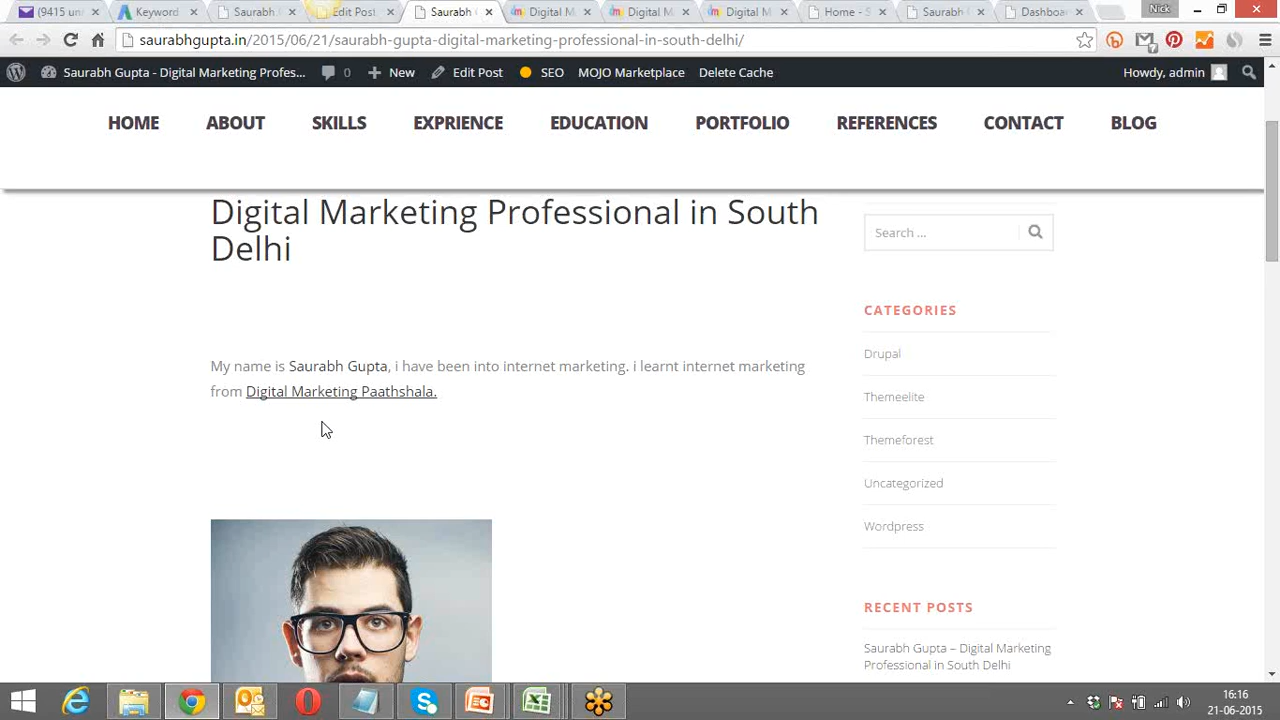 (9415 un
Keyword
Saurabh
Edit Post
Saurabh
Digital M
Digital M
Digital M
Home - S
Saurabh
Dashboa
Nick
saurabhgupta.in/2015/06/21/saurabh-gupta-digital-marketing-professional-in-south-delhi/
Saurabh Gupta - Digital Marketing Profes...
0
New
Edit Post
SEO
MOJO Marketplace
Delete Cache
Howdy, admin
HOME
ABOUT
SKILLS
EXPRIENCE
EDUCATION
PORTFOLIO
REFERENCES
CONTACT
BLOG
Digital Marketing Professional in South
Delhi
My name is Saurabh Gupta, i have been into internet marketing. i learnt internet marketing
from Digital Marketing Paathshala.
Search ...
CATEGORIES
Drupal
Themeelite
Themeforest
Uncategorized
Wordpress
RECENT POSTS
Saurabh Gupta – Digital Marketing
Professional in South Delhi
16:16
21-06-2015